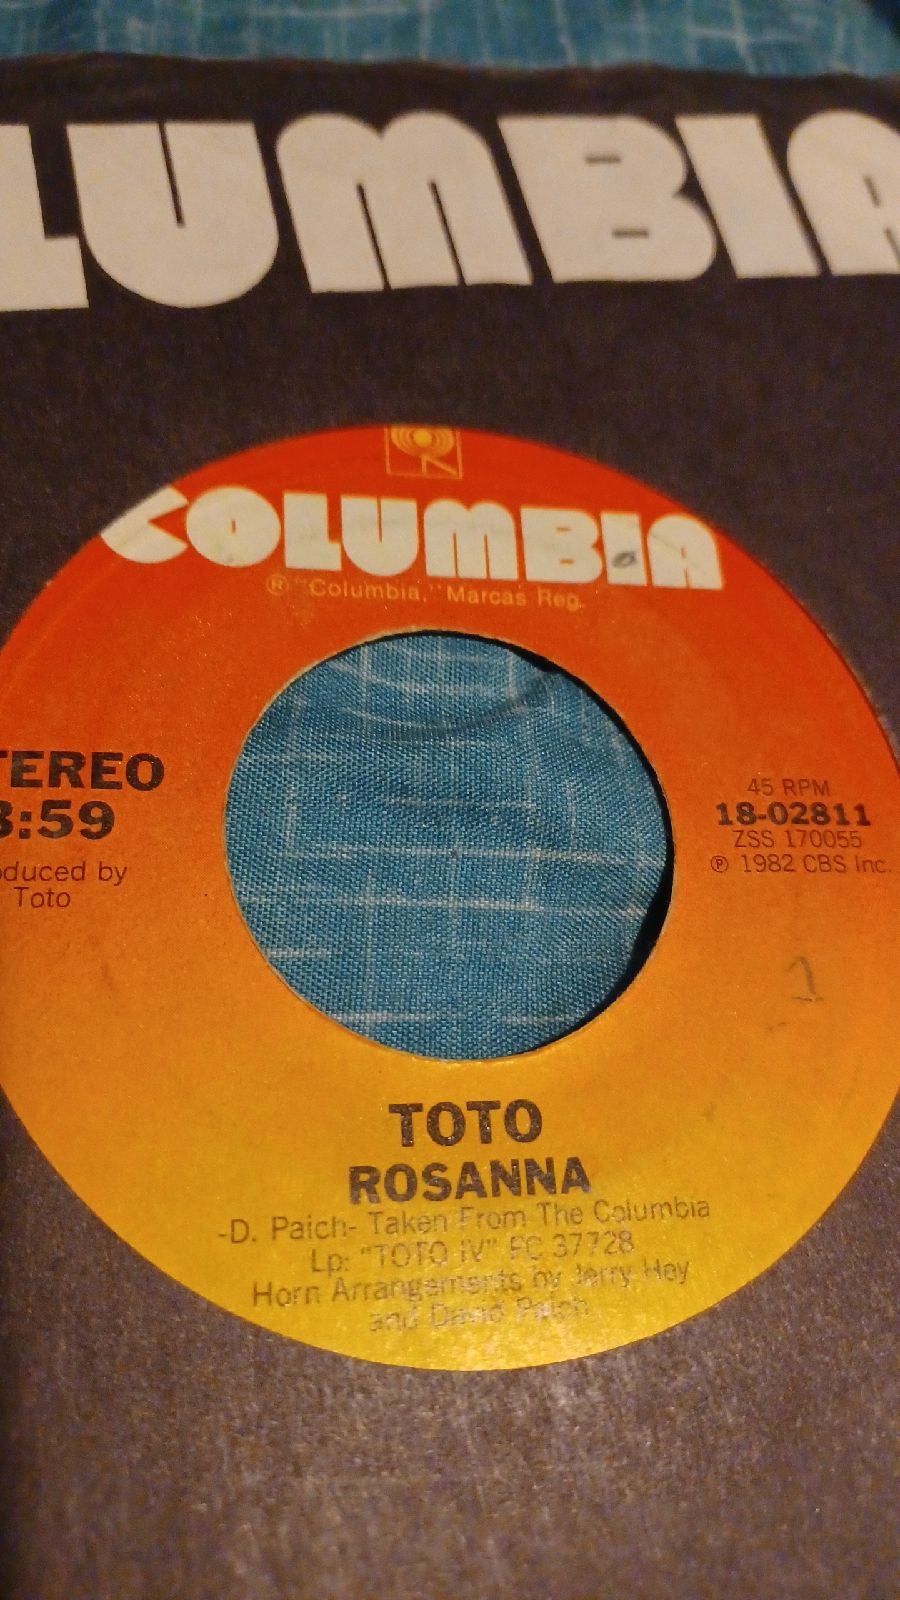 LUMBIA
COLUMBIA
® "Columbia," Marcas Reg.
TEREO
3:59
oduced by
Toto
45 RPM
18-02811
ZSS 170055
℗ 1982 CBS Inc.
1
TOTO
ROSANNA
-D. Paich- Taken From The Columbia
Lp: "TOTO IV" FC 37728
Horn Arrangements by Jerry Hey
and David Paich